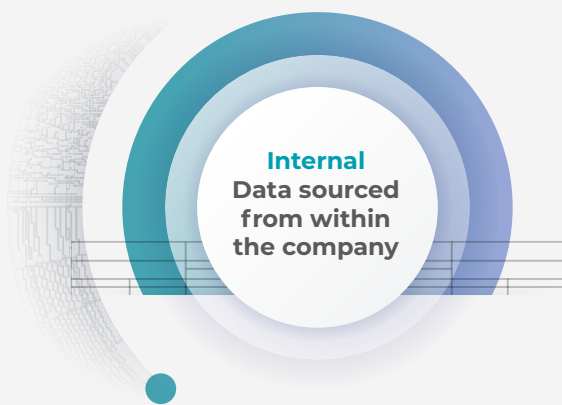 Internal
Data sourced
from within
the company